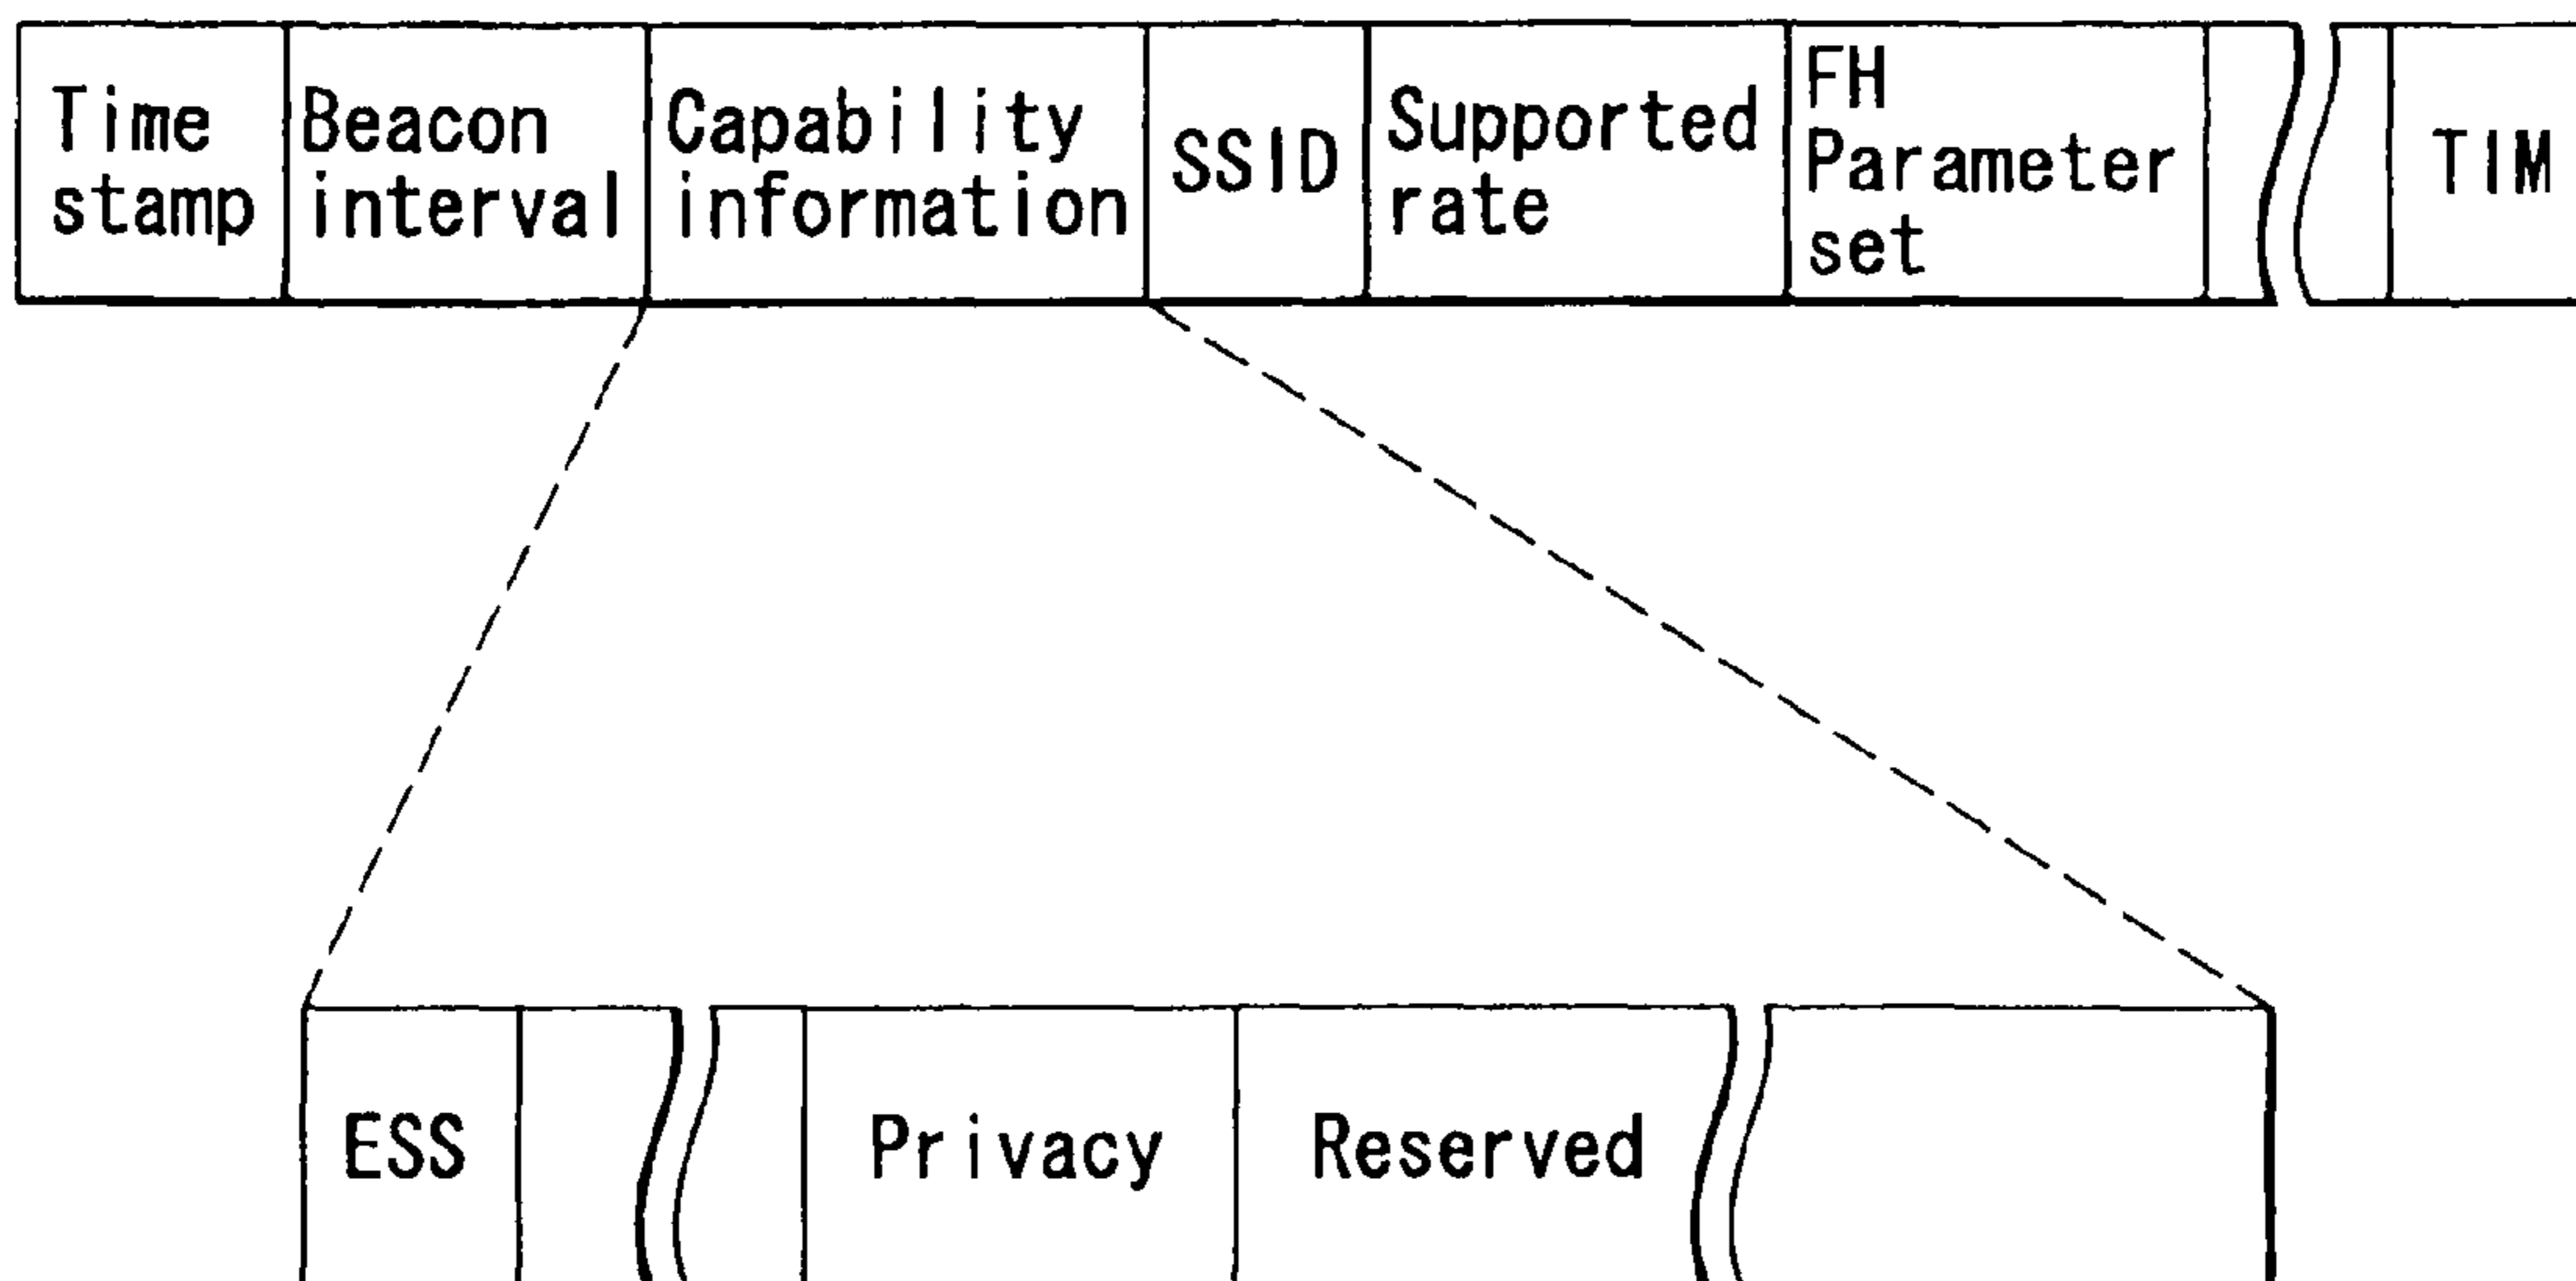 Time
stamp
Beacon
interval
Capability
information
SSID
Supported
rate
FH
Parameter
set
TIM
ESS
Privacy
Reserved